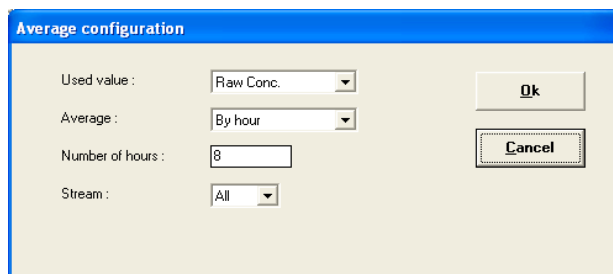 Average configuration
Used value : Raw Conc.
Ok
Average : By hour
Number of hours : 8
Cancel
Stream : All